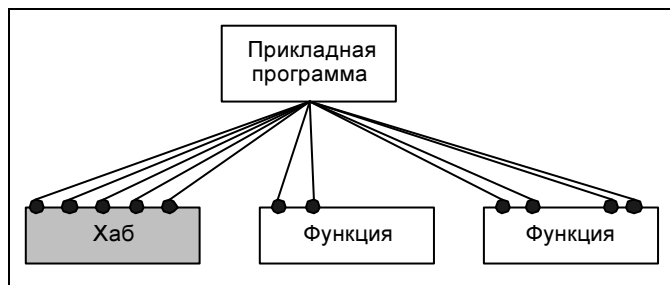 Прикладная
программа
Хаб
Функция
Функция